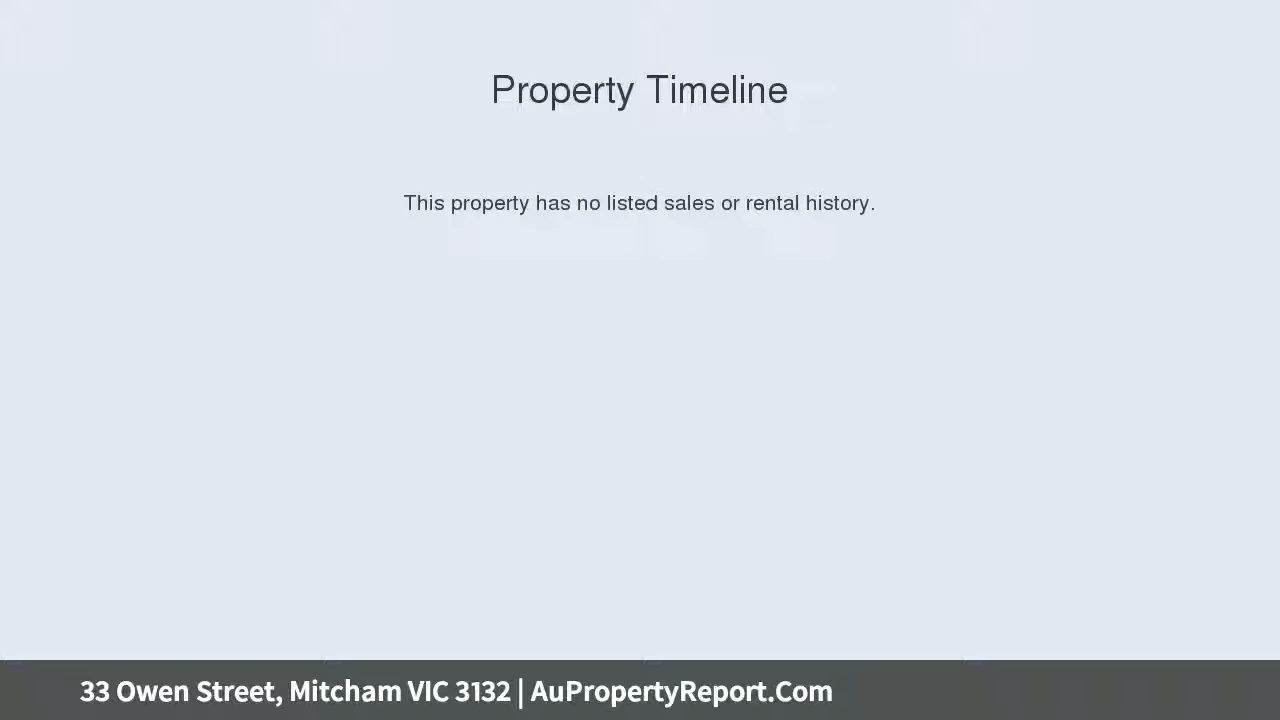 Property Timeline
This property has no listed sales or rental history.
33 Owen Street, Mitcham VIC 3132 | AuPropertyReport.Com